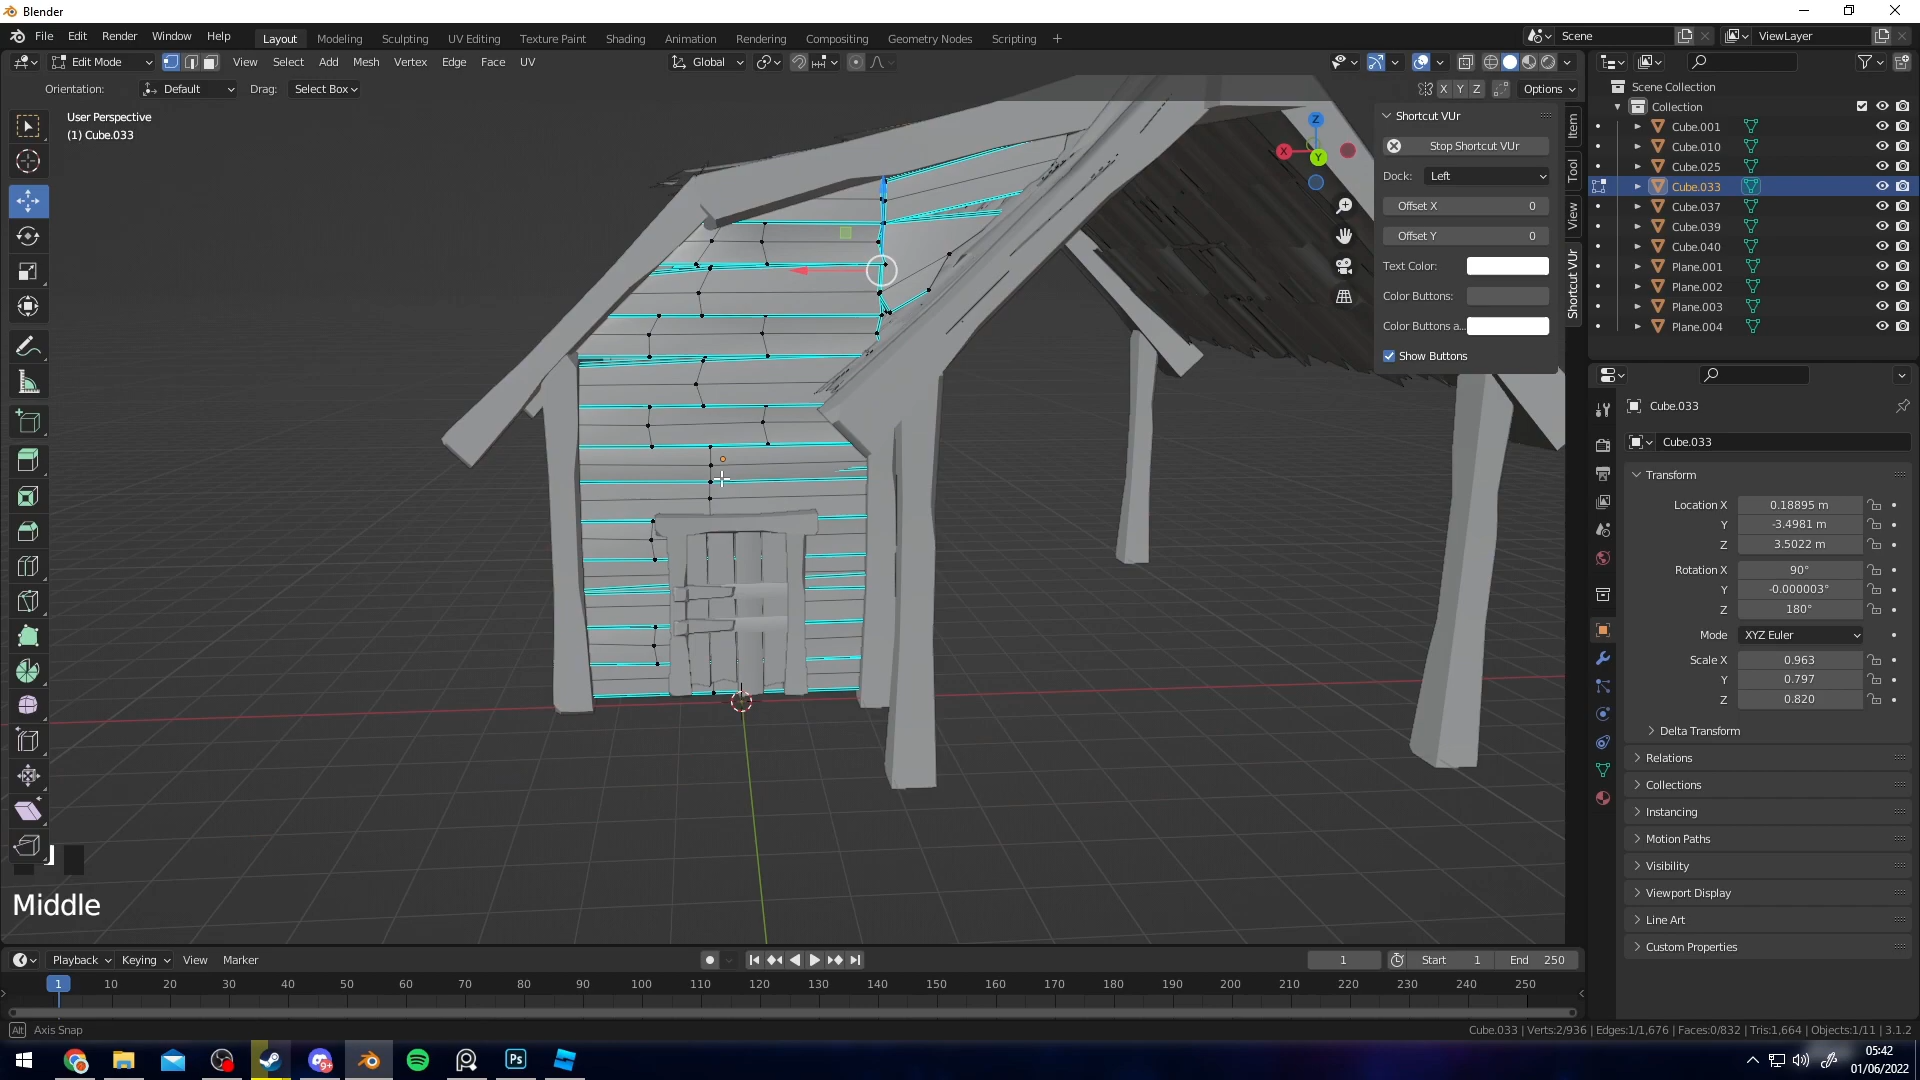 Blender
File Edit Render Window Help
Layout Modeling Sculpting UV Editing Texture Paint Shading Animation Rendering Compositing Geometry Nodes Scripting +
Scene
ViewLayer
Edit Mode
View Select Add Mesh Vertex Edge Face UV
Global
Orientation: Default Drag: Select Box
X Y Z Options
User Perspective
(1) Cube.033
Z
X
Y
Shortcut VUr
Stop Shortcut VUr
Dock: Left
Offset X 0
Offset Y 0
Text Color:
Color Buttons:
Color Buttons a...
Show Buttons
Item
Tool
View
Shortcut VUr
Scene Collection
Collection
Cube.001
Cube.010
Cube.025
Cube.033
Cube.037
Cube.039
Cube.040
Plane.001
Plane.002
Plane.003
Plane.004
Cube.033
Cube.033
Transform
Location X 0.18895 m
Y -3.4981 m
Z 3.5022 m
Rotation X 90°
Y -0.000003°
Z 180°
Mode XYZ Euler
Scale X 0.963
Y 0.797
Z 0.820
Delta Transform
Relations
Collections
Instancing
Motion Paths
Visibility
Viewport Display
Line Art
Custom Properties
Middle
Playback Keying View Marker
1 Start 1 End 250
1 10 20 30 40 50 60 70 80 90 100 110 120 130 140 150 160 170 180 190 200 210 220 230 240 250
Alt Axis Snap
Cube.033 | Verts:2/936 | Edges:1/1,676 | Faces:0/832 | Tris:1,664 | Objects:1/11 | 3.1.2
9+
Ps
05:42
01/06/2022